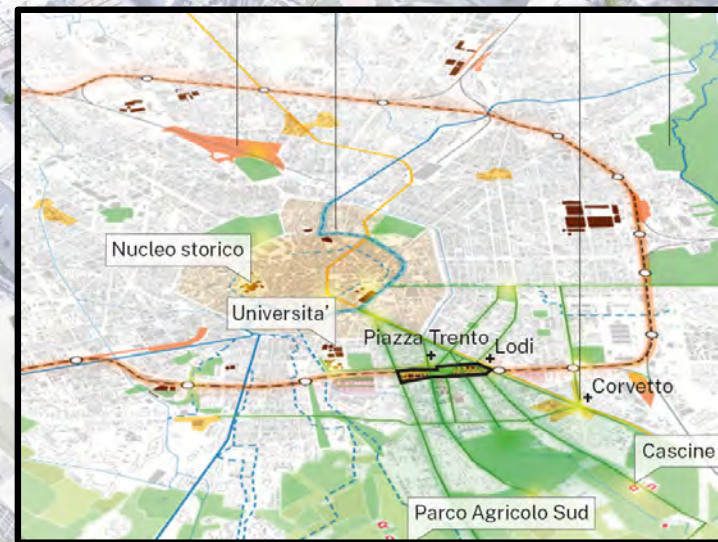 Nucleo storico
Universita'
Piazza Trento
Lodi
Corvetto
Cascine
Parco Agricolo Sud